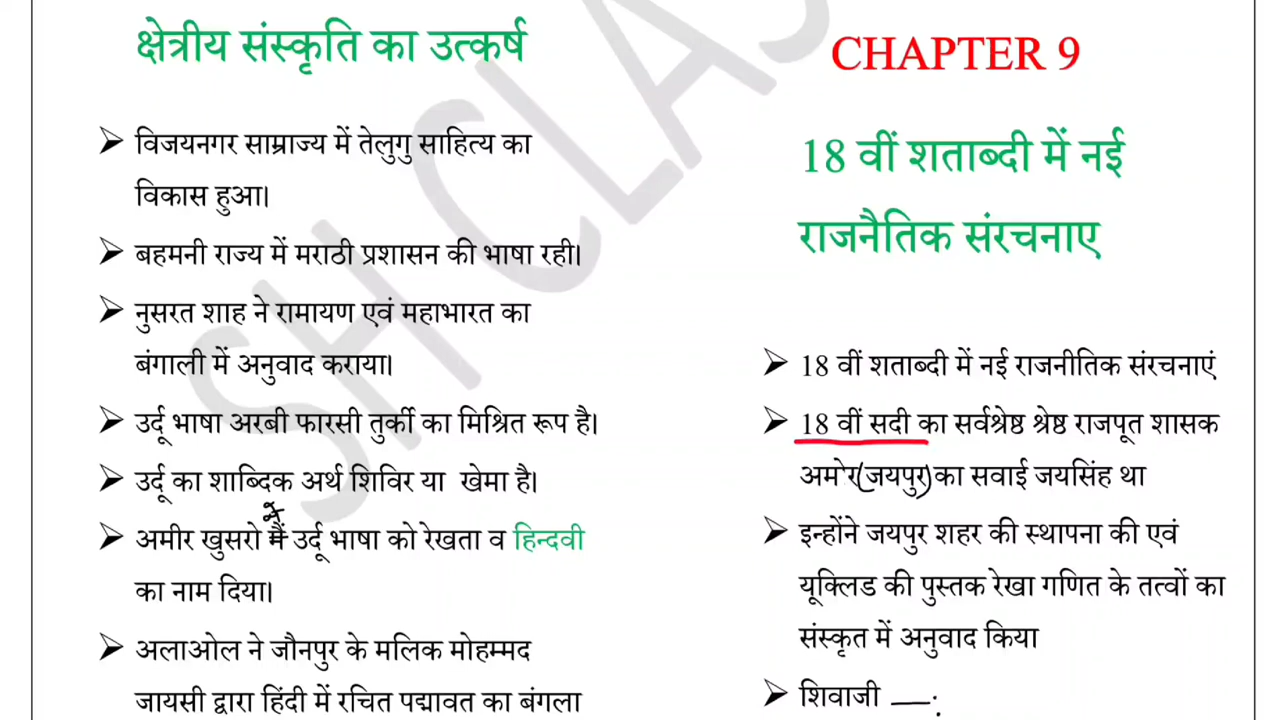 क्षेत्रीय संस्कृति का उत्कर्ष
विजयनगर साम्राज्य में तेलुगु साहित्य का
विकास हुआ।
बहमनी राज्य में मराठी प्रशासन की भाषा रही।
नुसरत शाह ने रामायण एवं महाभारत का
बंगाली में अनुवाद कराया।
उर्दू भाषा अरबी फारसी तुर्की का मिश्रित रूप है।
उर्दू का शाब्दिक अर्थ शिविर या खेमा है।
ने
अमीर खुसरो में उर्दू भाषा को रेखता व हिन्दवी
का नाम दिया।
अलाओल ने जौनपुर के मलिक मोहम्मद
जायसी द्वारा हिंदी में रचित पद्मावत का बंगला
CHAPTER 9
18 वीं शताब्दी में नई
राजनैतिक संरचनाए
18 वीं शताब्दी में नई राजनीतिक संरचनाएं
18 वीं सदी का सर्वश्रेष्ठ श्रेष्ठ राजपूत शासक
अमेर(जयपुर)का सवाई जयसिंह था
इन्होंने जयपुर शहर की स्थापना की एवं
यूक्लिड की पुस्तक रेखा गणित के तत्वों का
संस्कृत में अनुवाद किया
शिवाजी —:
SH CLAS